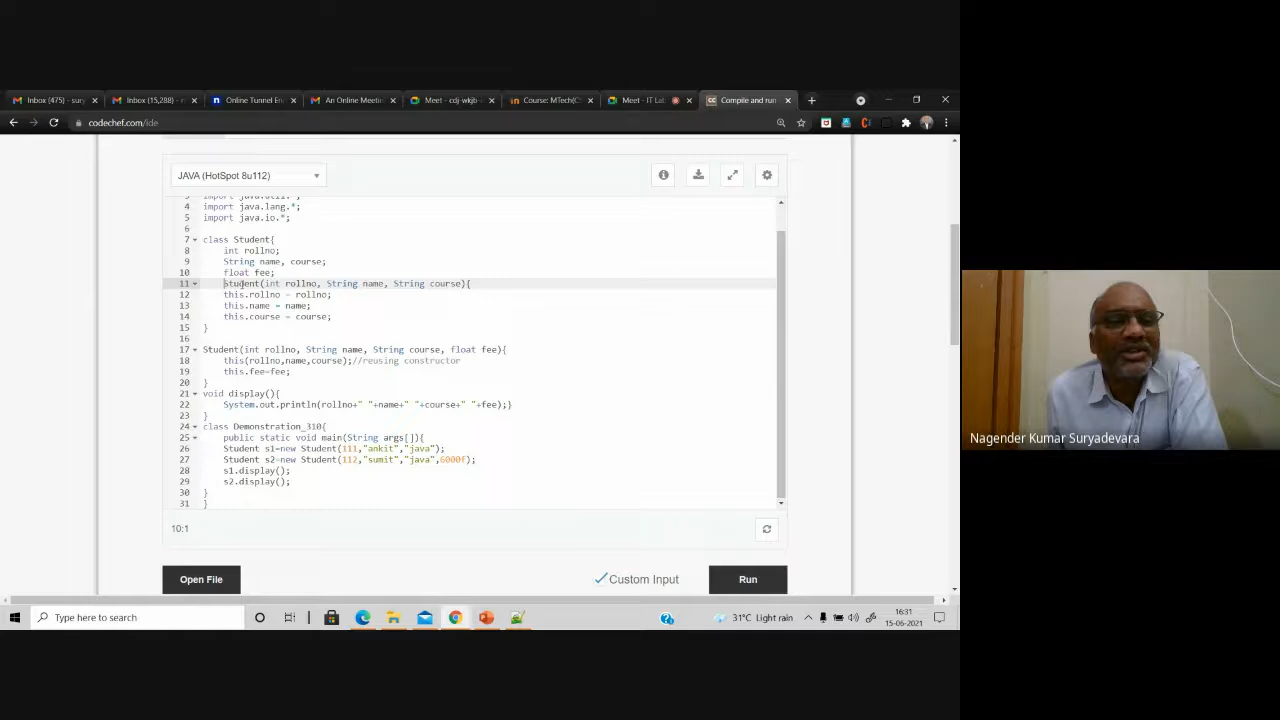 Inbox (475) - sury
Inbox (15,288) - n
Online Tunnel En
An Online Meetin
Meet - cdj-wkjb-v
Course: MTech(C
Meet - IT Lab
Compile and run
codechef.com/ide
JAVA (HotSpot 8u112)
3 import java.util.*;
4 import java.lang.*;
5 import java.io.*;
6
7 class Student{
8 int rollno;
9 String name, course;
10 float fee;
11 Student(int rollno, String name, String course){
12 this.rollno = rollno;
13 this.name = name;
14 this.course = course;
15 }
16
17 Student(int rollno, String name, String course, float fee){
18 this(rollno,name,course);//reusing constructor
19 this.fee=fee;
20 }
21 void display(){
22 System.out.println(rollno+" "+name+" "+course+" "+fee);}
23 }
24 class Demonstration_310{
25 public static void main(String args[]){
26 Student s1=new Student(111,"ankit","java");
27 Student s2=new Student(112,"sumit","java",6000f);
28 s1.display();
29 s2.display();
30 }
31 }
10:1
Open File
Custom Input
Run
Nagender Kumar Suryadevara
Type here to search
31°C Light rain
16:31
15-06-2021